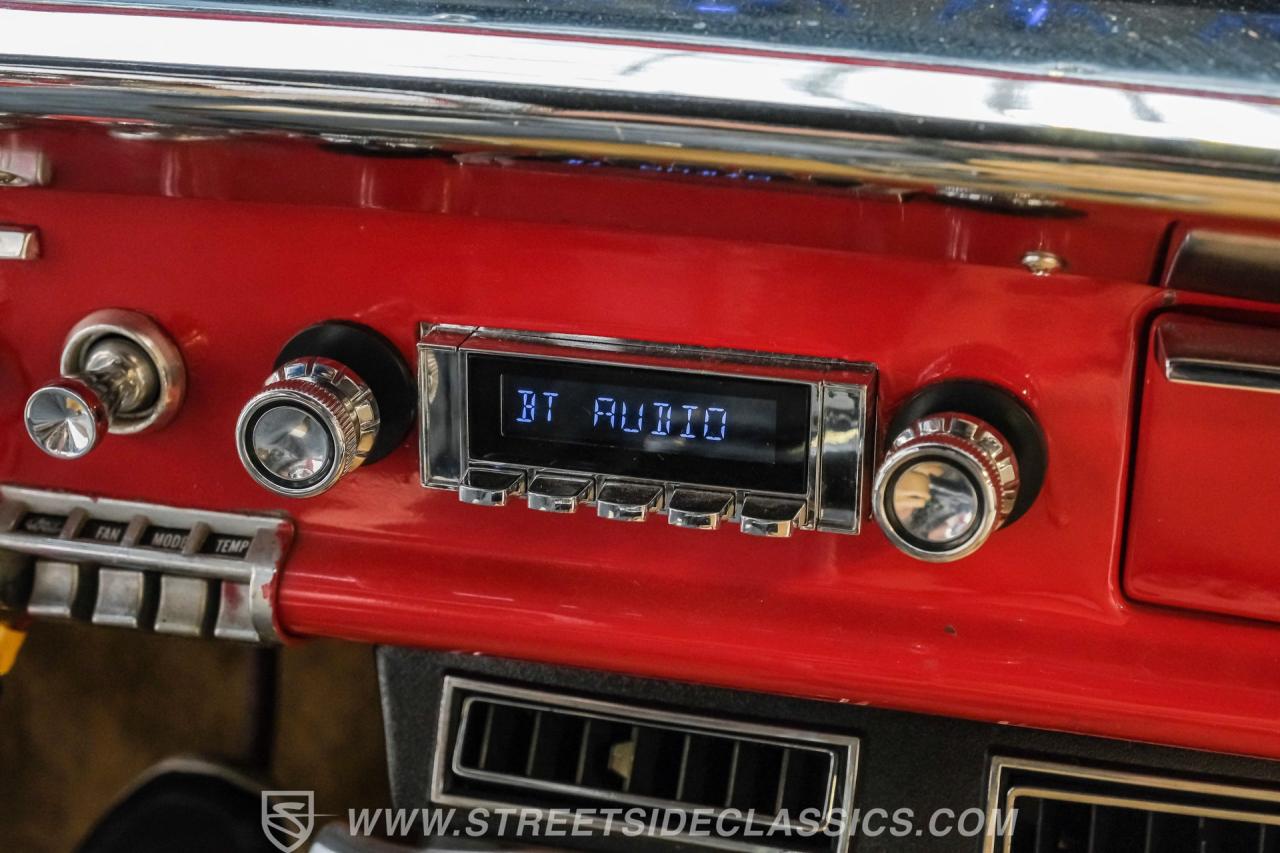 BT AUDIO
FAN MODE TEMP
WWW.STREETSIDECLASSICS.COM